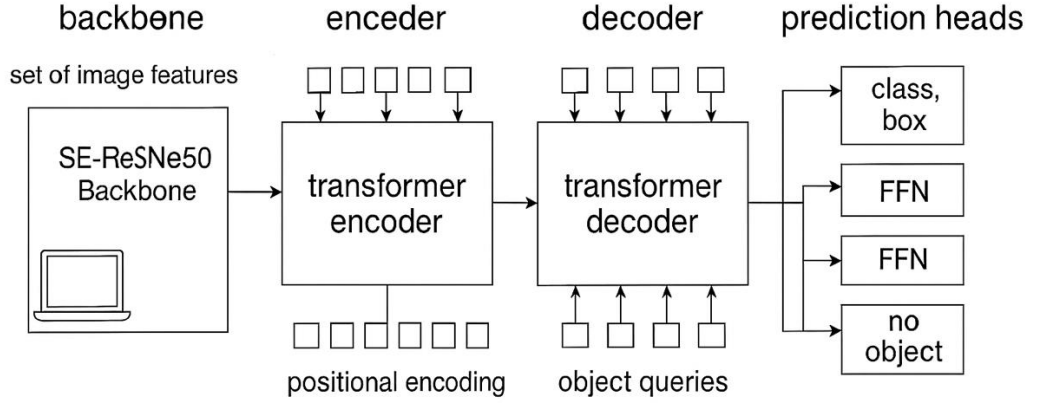 backbone
enceder
decoder
prediction heads
set of image features
SE-ReSNe50
Backbone
transformer
encoder
transformer
decoder
class,
box
FFN
FFN
no
object
positional encoding
object queries